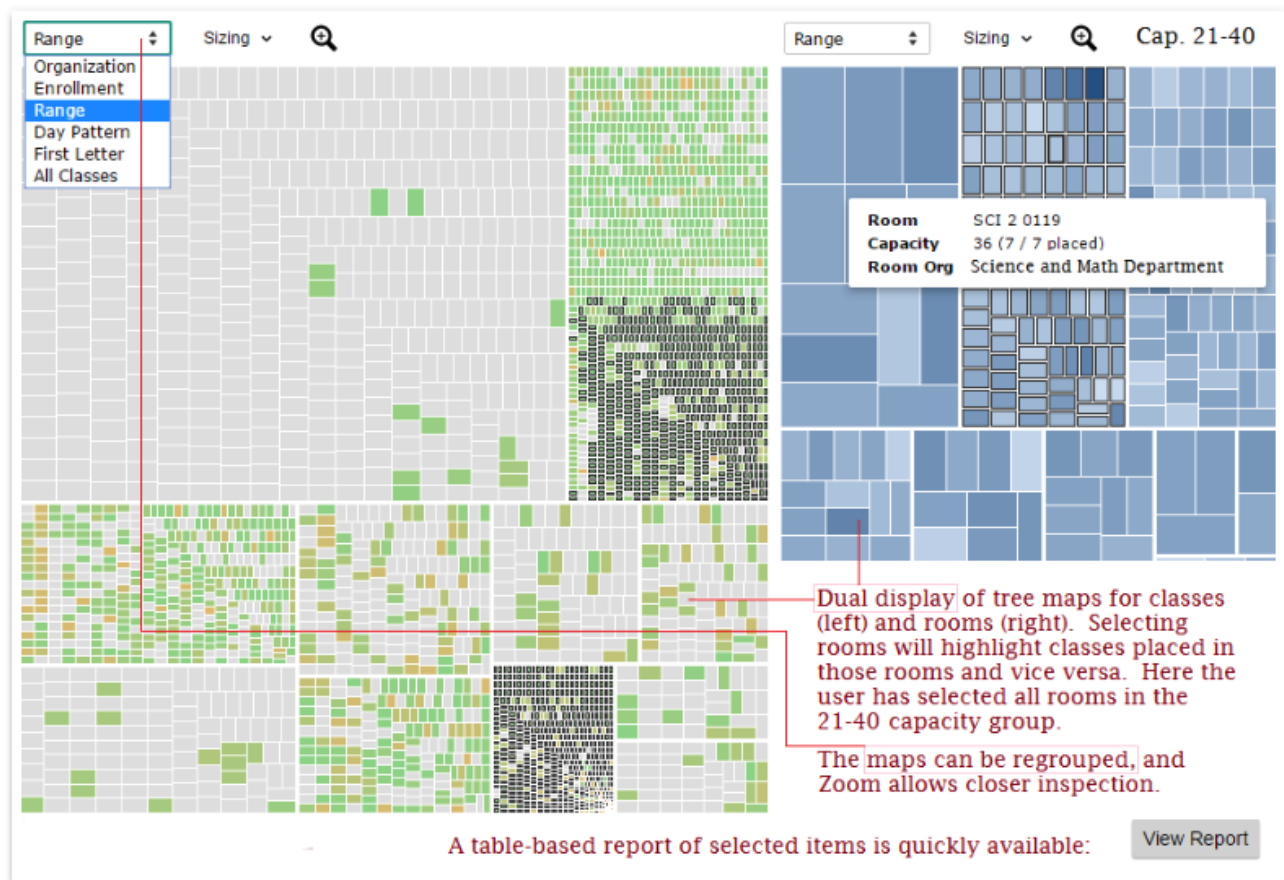 Range
Sizing
Range
Sizing
Cap. 21-40
Organization
Enrollment
Range
Day Pattern
First Letter
All Classes
Room SCI 2 0119
Capacity 36 (7 / 7 placed)
Room Org Science and Math Department
Dual display of tree maps for classes
(left) and rooms (right). Selecting
rooms will highlight classes placed in
those rooms and vice versa. Here the
user has selected all rooms in the
21-40 capacity group.
The maps can be regrouped, and
Zoom allows closer inspection.
A table-based report of selected items is quickly available:
View Report